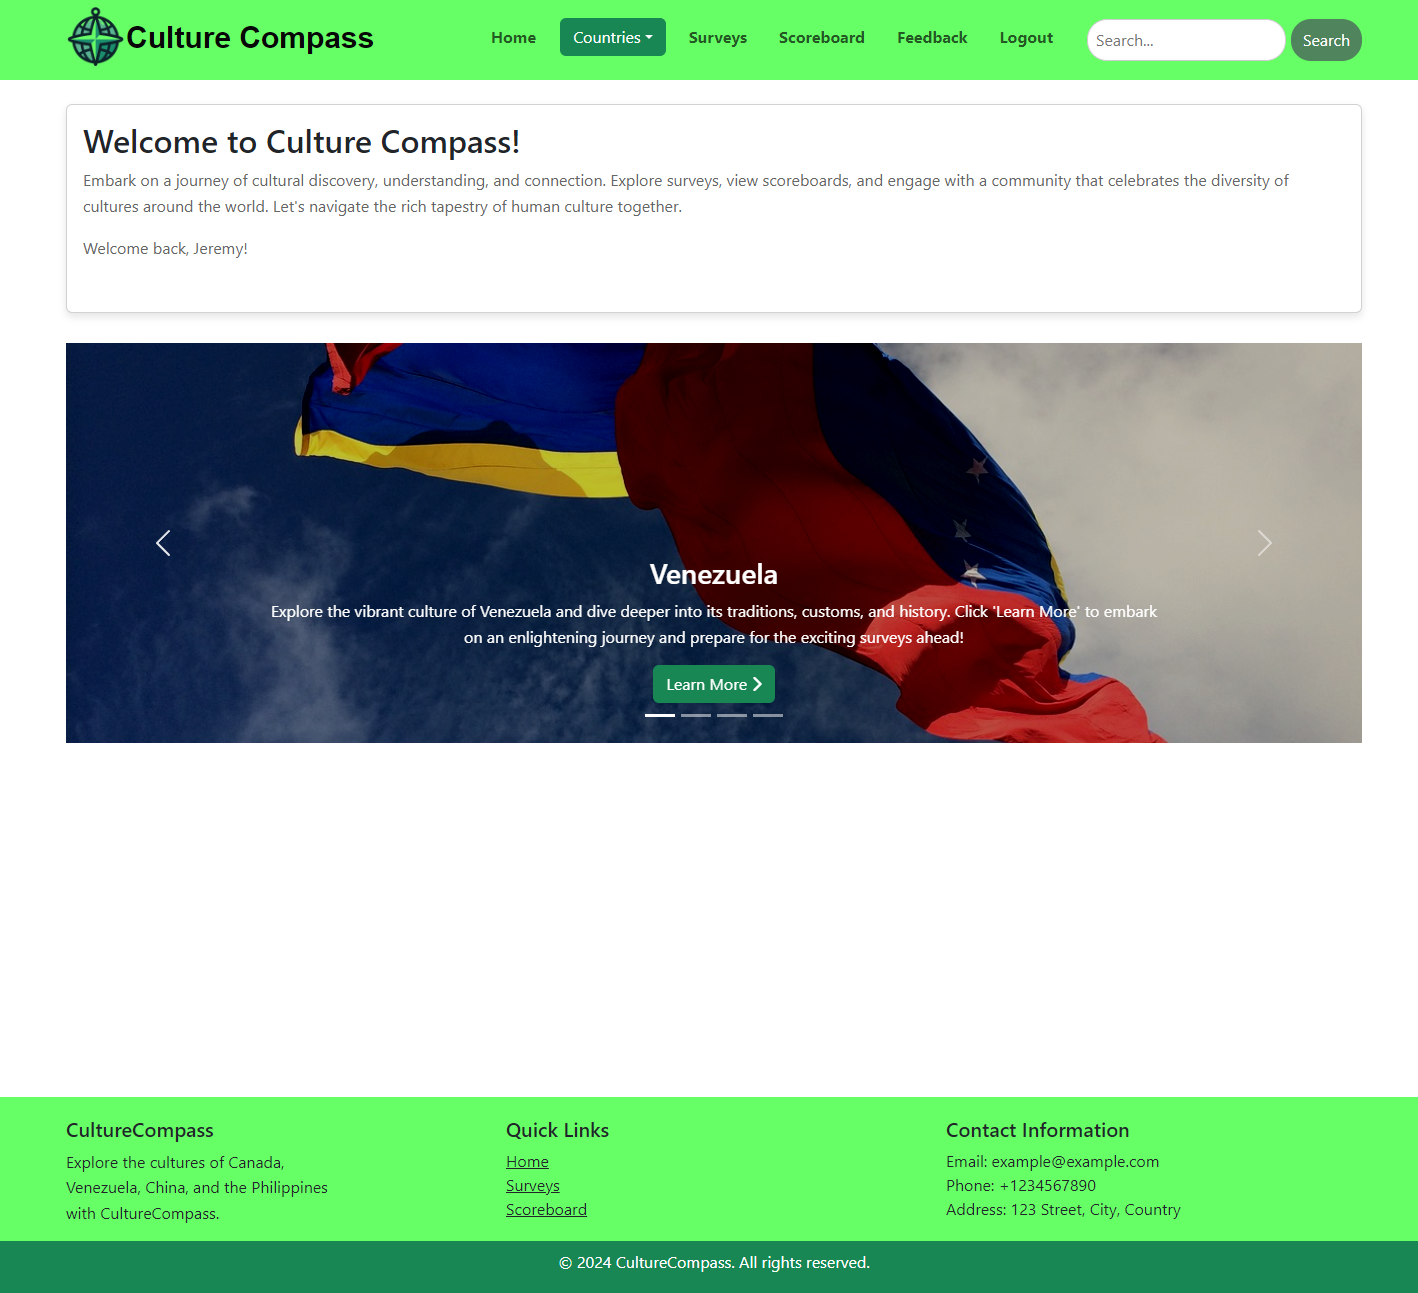 Culture Compass
Home
Countries
Surveys
Scoreboard
Feedback
Logout
Search...
Search
Welcome to Culture Compass!
Embark on a journey of cultural discovery, understanding, and connection. Explore surveys, view scoreboards, and engage with a community that celebrates the diversity of
cultures around the world. Let's navigate the rich tapestry of human culture together.
Welcome back, Jeremy!
Venezuela
Explore the vibrant culture of Venezuela and dive deeper into its traditions, customs, and history. Click 'Learn More' to embark
on an enlightening journey and prepare for the exciting surveys ahead!
Learn More
CultureCompass
Explore the cultures of Canada,
Venezuela, China, and the Philippines
with CultureCompass.
Quick Links
Home
Surveys
Scoreboard
Contact Information
Email: example@example.com
Phone: +1234567890
Address: 123 Street, City, Country
© 2024 CultureCompass. All rights reserved.